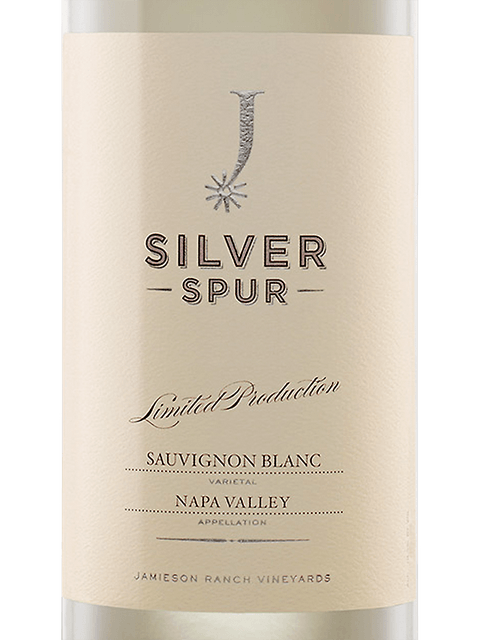 J
SILVER
SPUR
Limited Production
SAUVIGNON BLANC
VARIETAL
NAPA VALLEY
APPELLATION
JAMIESON RANCH VINEYARDS